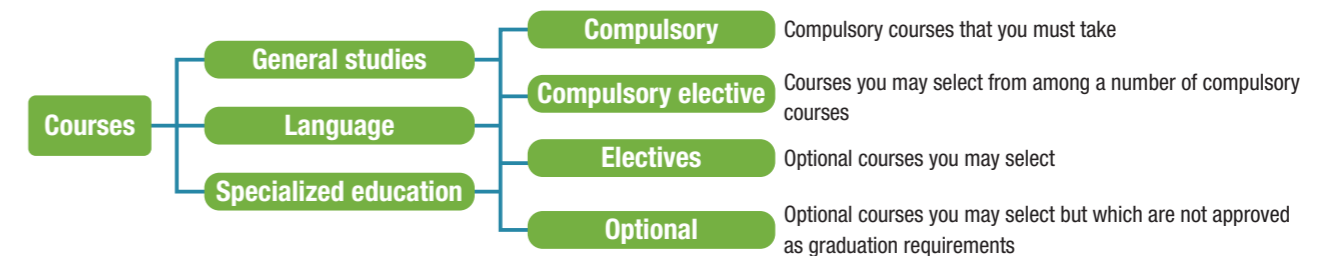 Courses
General studies
Language
Specialized education
Compulsory
Compulsory courses that you must take
Compulsory elective
Courses you may select from among a number of compulsory
courses
Electives
Optional courses you may select
Optional
Optional courses you may select but which are not approved
as graduation requirements